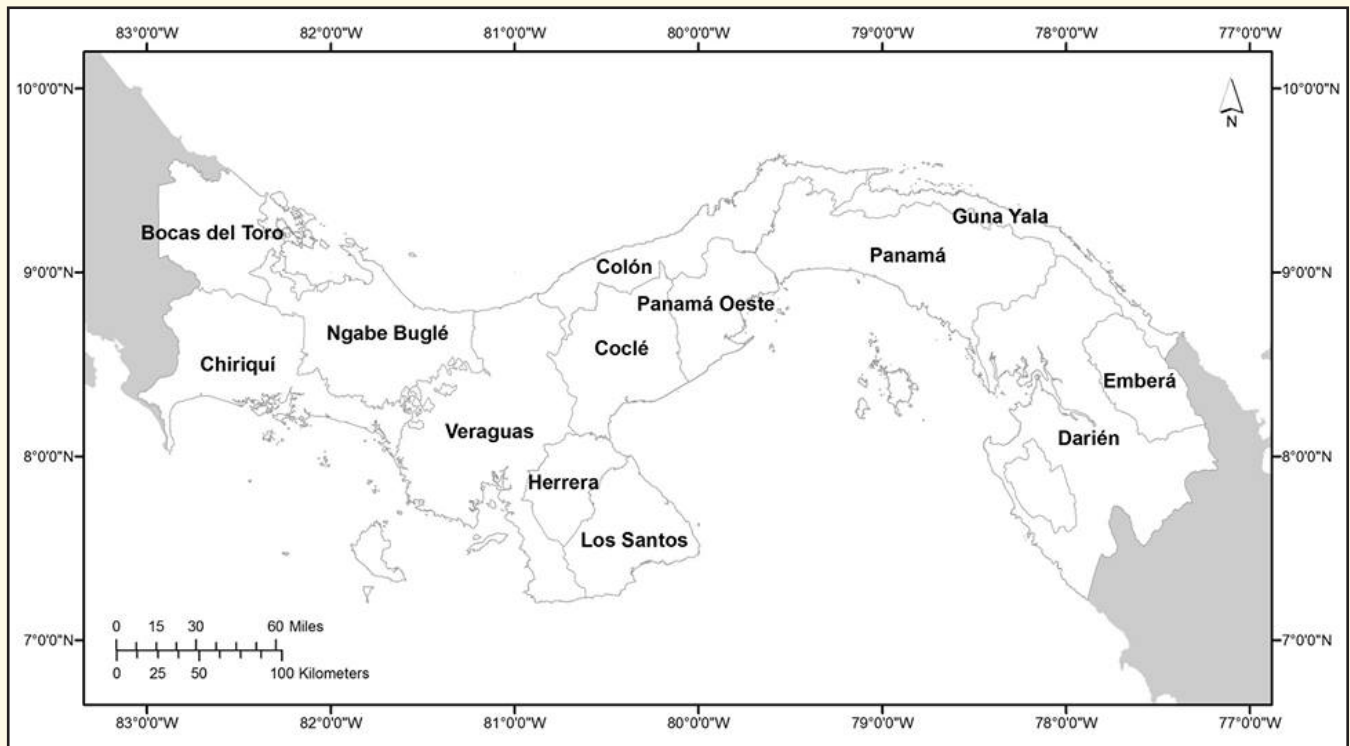 83°0'0"W 82°0'0"W 81°0'0"W 80°0'0"W 79°0'0"W 78°0'0"W 77°0'0"W
10°0'0"N 10°0'0"N
N
Guna Yala
Bocas del Toro
Panamá
9°0'0"N 9°0'0"N
Colón
Panamá Oeste
Ngabe Buglé
Coclé
Chiriquí
Emberá
Veraguas
Darién
8°0'0"N 8°0'0"N
Herrera
Los Santos
0 15 30 60 Miles
7°0'0"N 7°0'0"N
0 25 50 100 Kilometers
83°0'0"W 82°0'0"W 81°0'0"W 80°0'0"W 79°0'0"W 78°0'0"W 77°0'0"W